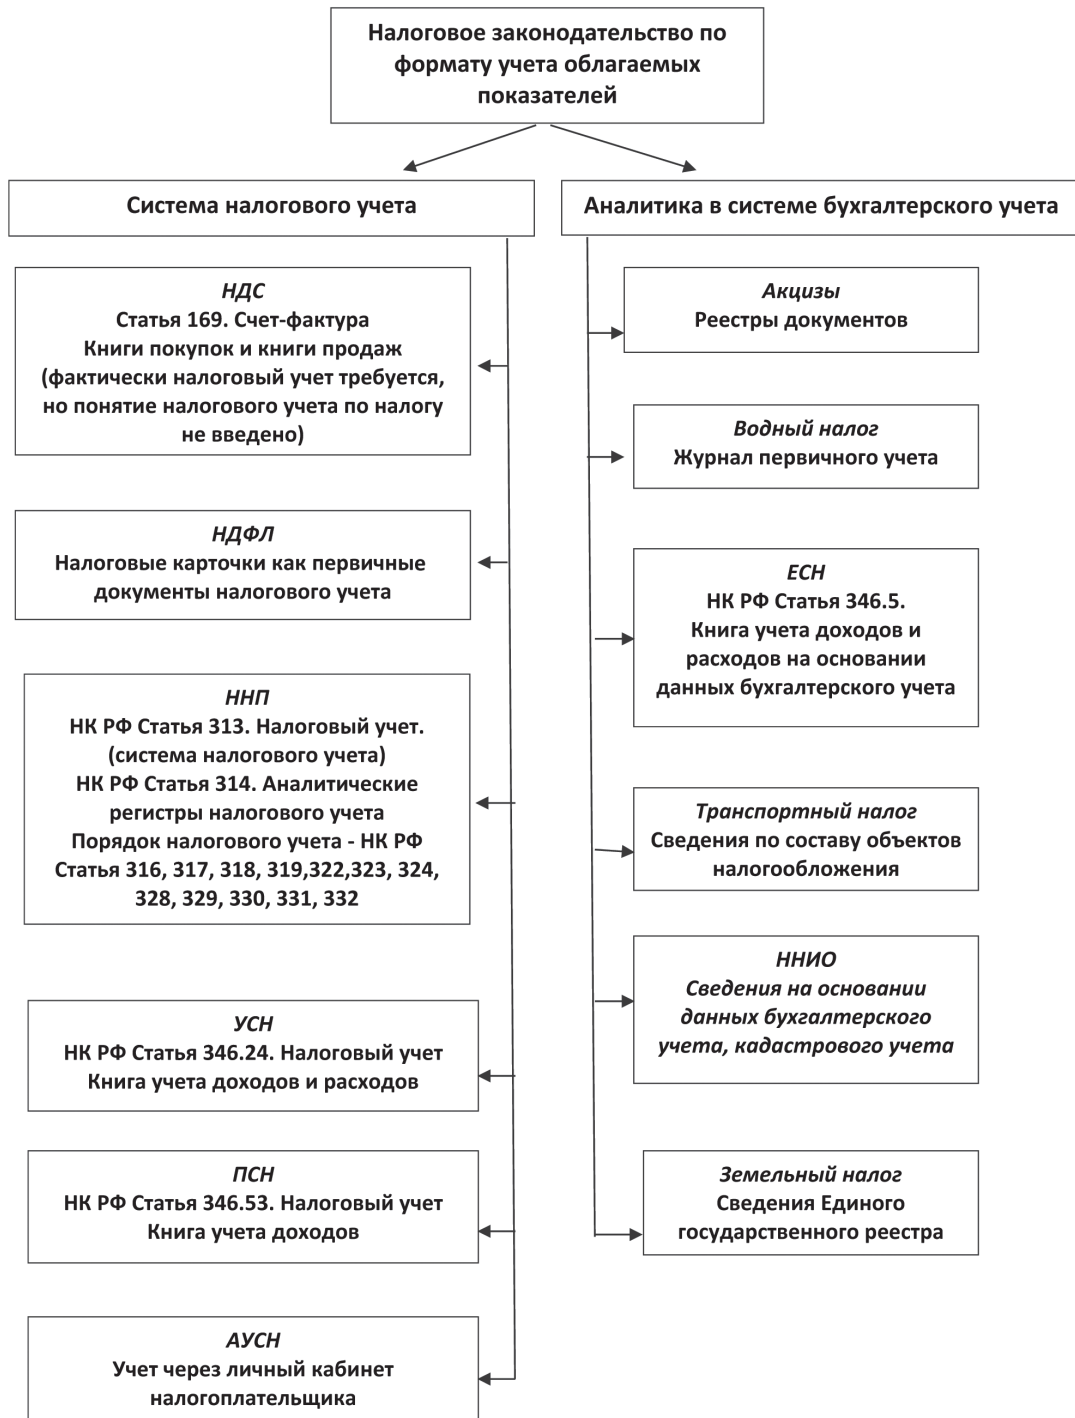 Налоговое законодательство по
формату учета облагаемых
показателей
Система налогового учета
НДС
Статья 169. Счет-фактура
Книги покупок и книги продаж
(фактически налоговый учет требуется,
но понятие налогового учета по налогу
не введено)
НДФЛ
Налоговые карточки как первичные
документы налогового учета
ННП
НК РФ Статья 313. Налоговый учет.
(система налогового учета)
НК РФ Статья 314. Аналитические
регистры налогового учета
Порядок налогового учета - НК РФ
Статья 316, 317, 318, 319,322,323, 324,
328, 329, 330, 331, 332
УСН
НК РФ Статья 346.24. Налоговый учет
Книга учета доходов и расходов
ПСН
НК РФ Статья 346.53. Налоговый учет
Книга учета доходов
АУСН
Учет через личный кабинет
налогоплательщика
Аналитика в системе бухгалтерского учета
Акцизы
Реестры документов
Водный налог
Журнал первичного учета
ЕСН
НК РФ Статья 346.5.
Книга учета доходов и
расходов на основании
данных бухгалтерского учета
Транспортный налог
Сведения по составу объектов
налогообложения
ННИО
Сведения на основании
данных бухгалтерского
учета, кадастрового учета
Земельный налог
Сведения Единого
государственного реестра